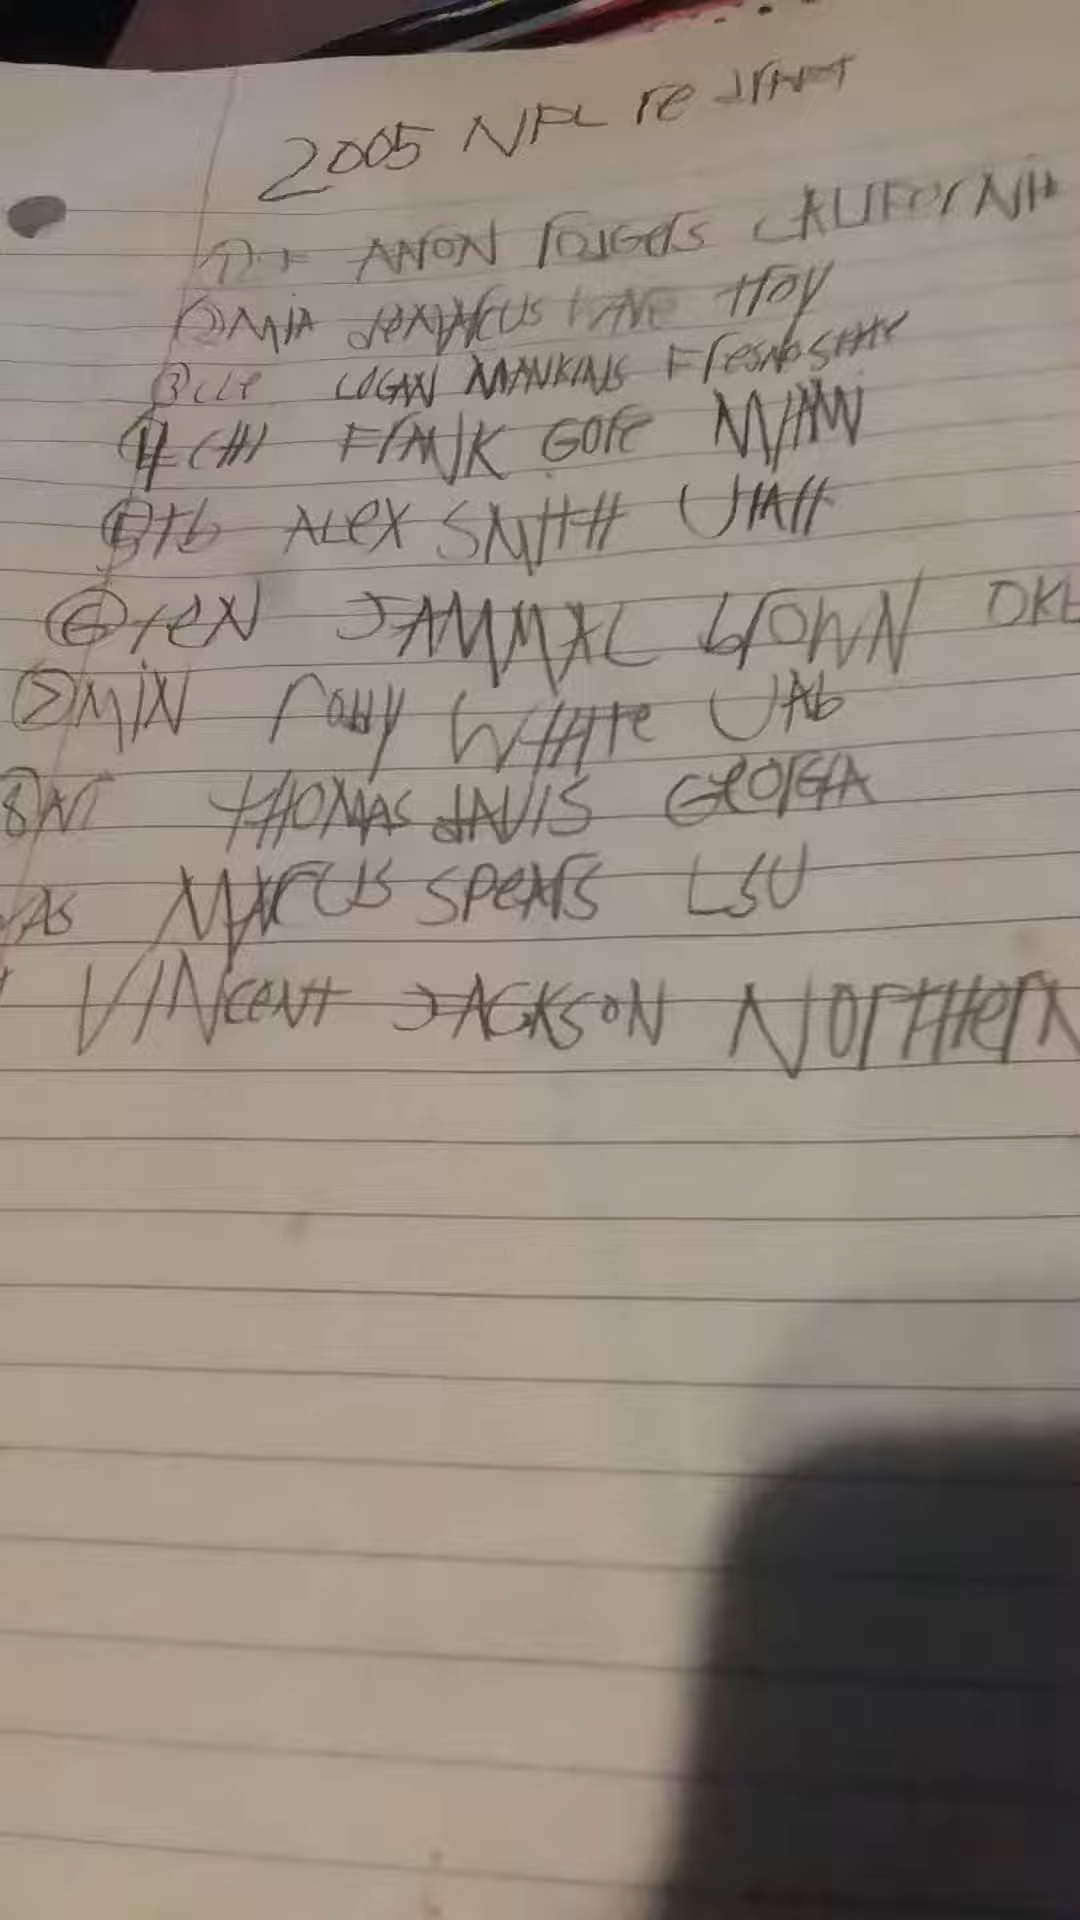 2005 NFL re drAFT
① SF AArON rodGers CALIFOrNIA
② MIA deMArcUS WAre trOy
③ CLe LOGAN MANKINS FresNO STATe
④ CHI FrANK GOre MIAMI
⑤ Tb ALeX SMITH UTAH
⑥ TeN JAMMAL brOWN OKL
⑦ MIN roddy WHITe UAb
⑧ Ari THOMAS dAVIS GeOrGIA
MArCUS SPeArS LSU
VINceNT JACKSON NOrTHerN